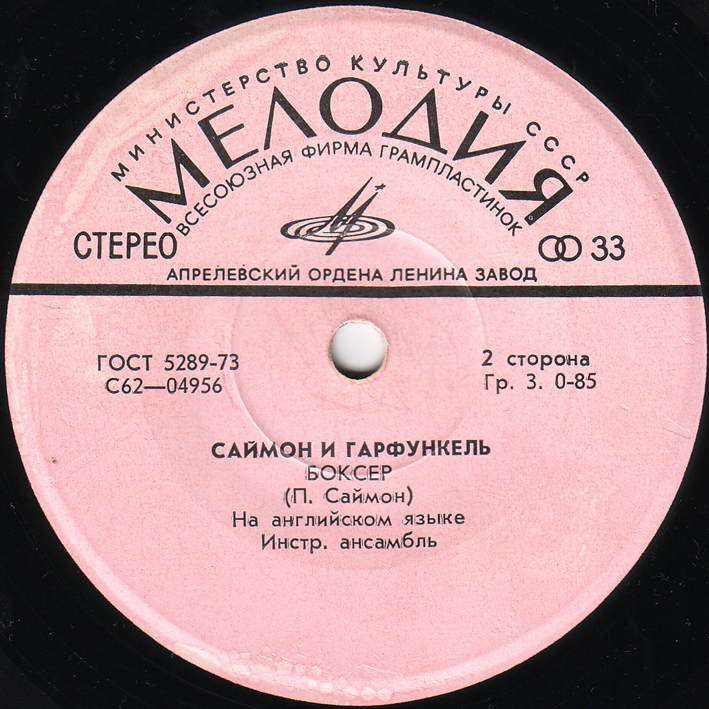 МИНИСТЕРСТВО КУЛЬТУРЫ СССР
МЕЛОДИЯ
ВСЕСОЮЗНАЯ ФИРМА ГРАМПЛАСТИНОК
СТЕРЕО
33
АПРЕЛЕВСКИЙ ОРДЕНА ЛЕНИНА ЗАВОД
ГОСТ 5289-73
С62—04956
2 сторона
Гр. 3. 0-85
САЙМОН И ГАРФУНКЕЛЬ
БОКСЕР
(П. Саймон)
На английском языке
Инстр. ансамбль